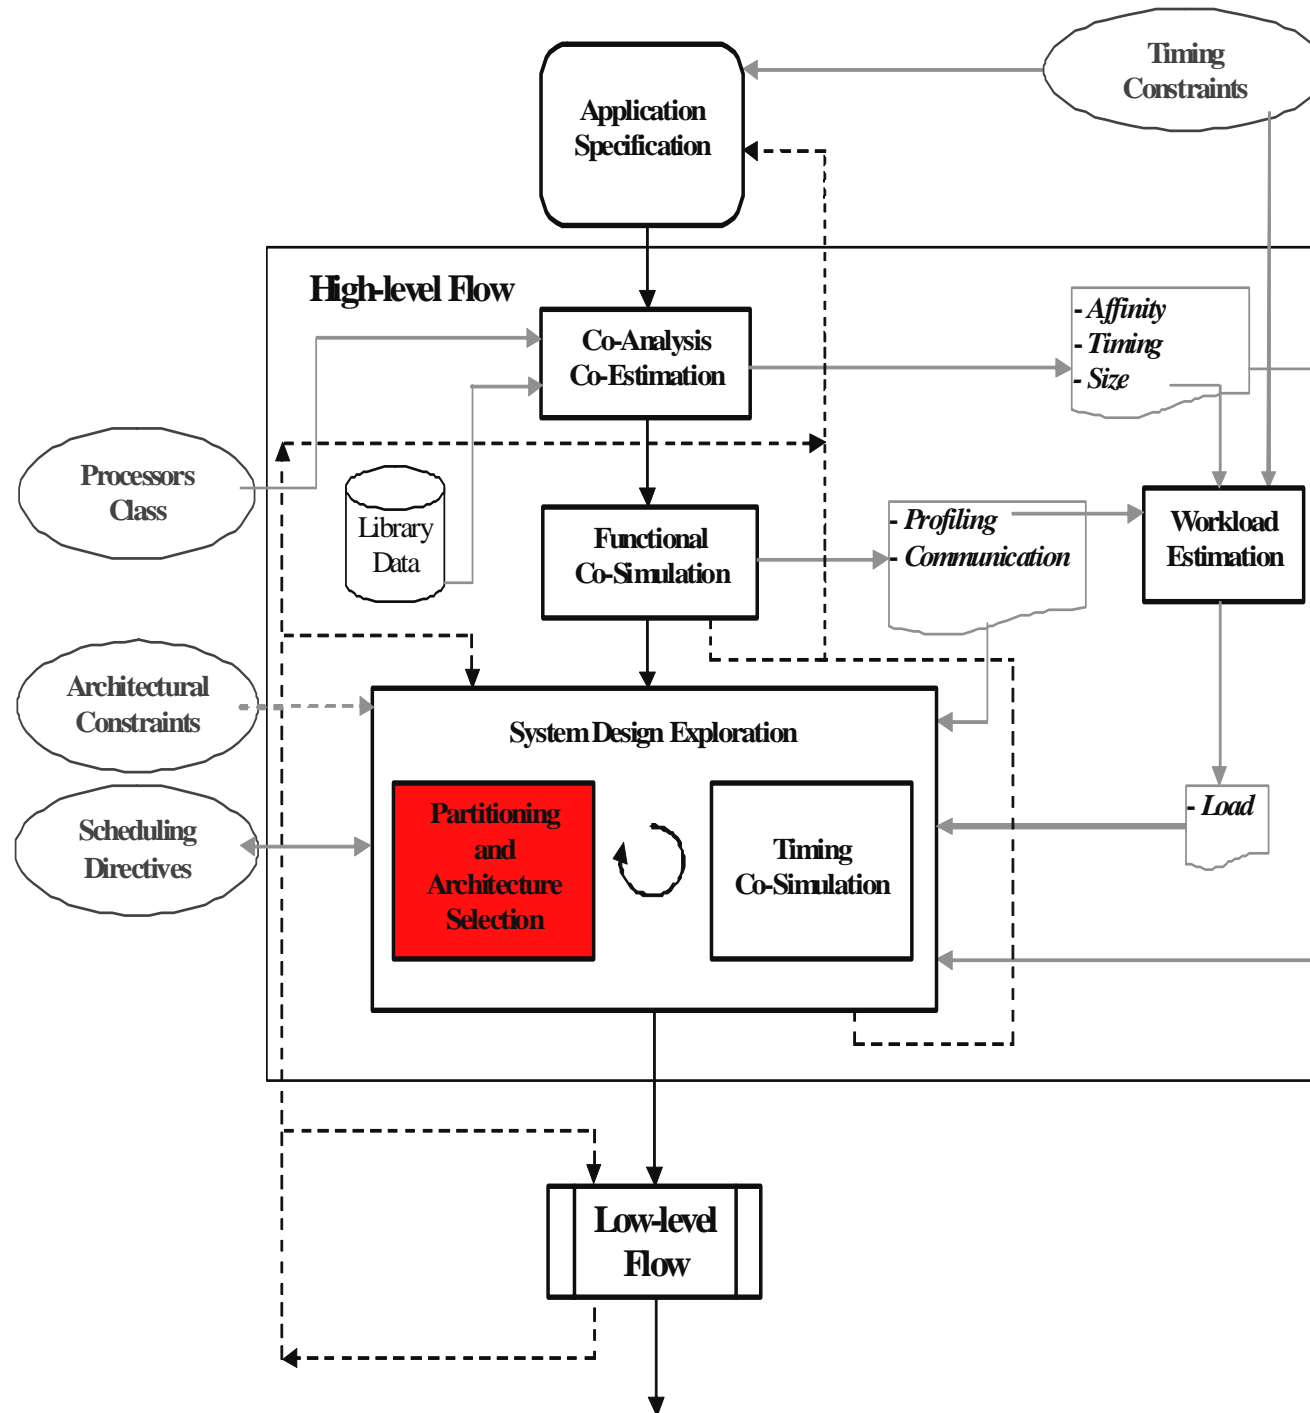 Timing
Constraints
Application
Specification
High-level Flow
Co-Analysis
Co-Estimation
- Affinity
- Timing
- Size
Processors
Class
Library
Data
Functional
Co-Simulation
- Profiling
- Communication
Workload
Estimation
Architectural
Constraints
System Design Exploration
Scheduling
Directives
Partitioning
and
Architecture
Selection
Timing
Co-Simulation
- Load
Low-level
Flow